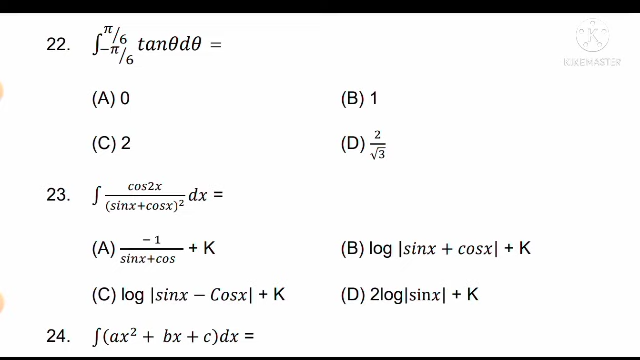 22. ∫_{-π/6}^{π/6} tanθdθ =
(A) 0 (B) 1
(C) 2 (D) 2/√3
23. ∫ cos2x/(sinx+cosx)² dx =
(A) −1/(sinx+cos) + K (B) log |sinx + cosx| + K
(C) log |sinx − Cosx| + K (D) 2log|sinx| + K
24. ∫(ax² + bx + c)dx =
K
KINEMASTER